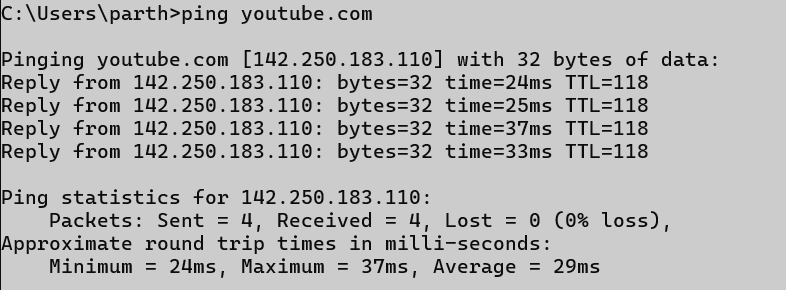 C:\Users\parth>ping youtube.com
Pinging youtube.com [142.250.183.110] with 32 bytes of data:
Reply from 142.250.183.110: bytes=32 time=24ms TTL=118
Reply from 142.250.183.110: bytes=32 time=25ms TTL=118
Reply from 142.250.183.110: bytes=32 time=37ms TTL=118
Reply from 142.250.183.110: bytes=32 time=33ms TTL=118
Ping statistics for 142.250.183.110:
Packets: Sent = 4, Received = 4, Lost = 0 (0% loss),
Approximate round trip times in milli-seconds:
Minimum = 24ms, Maximum = 37ms, Average = 29ms